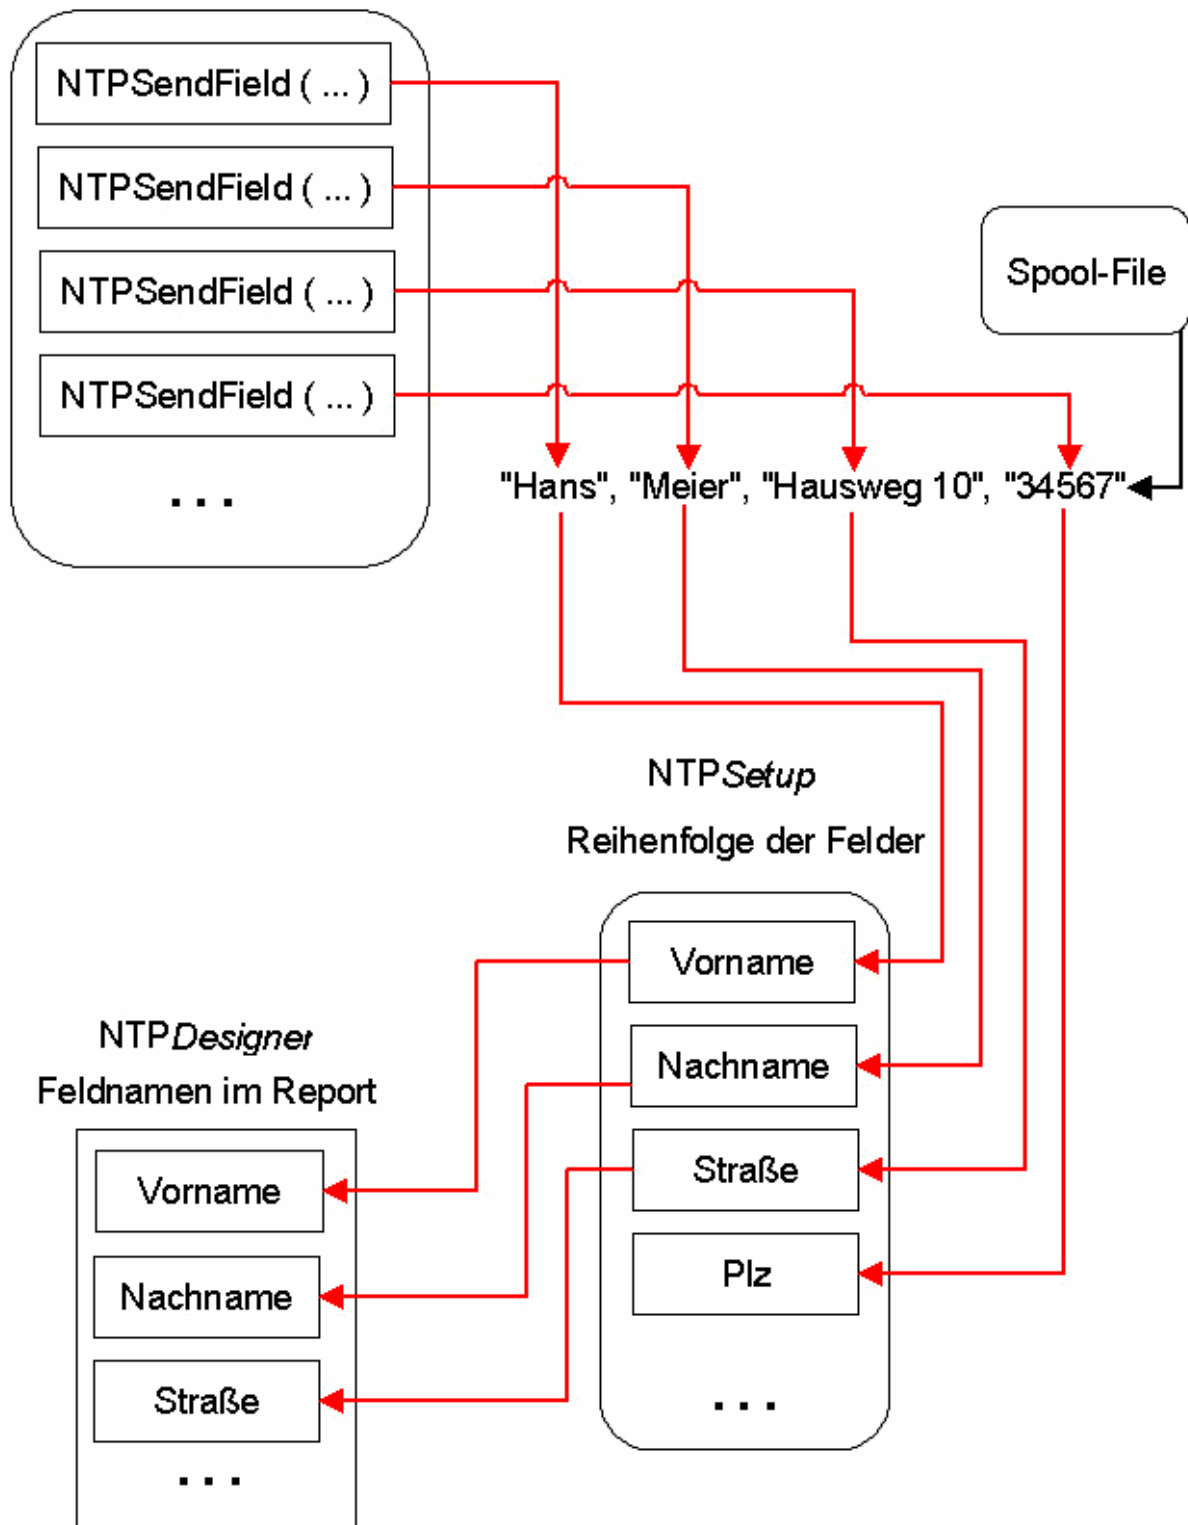 NTPSendField ( ... )
NTPSendField ( ... )
NTPSendField ( ... )
NTPSendField ( ... )
...
Spool-File
"Hans", "Meier", "Hausweg 10", "34567"
NTPSetup
Reihenfolge der Felder
Vorname
Nachname
Straße
Plz
...
NTPDesigner
Feldnamen im Report
Vorname
Nachname
Straße
...